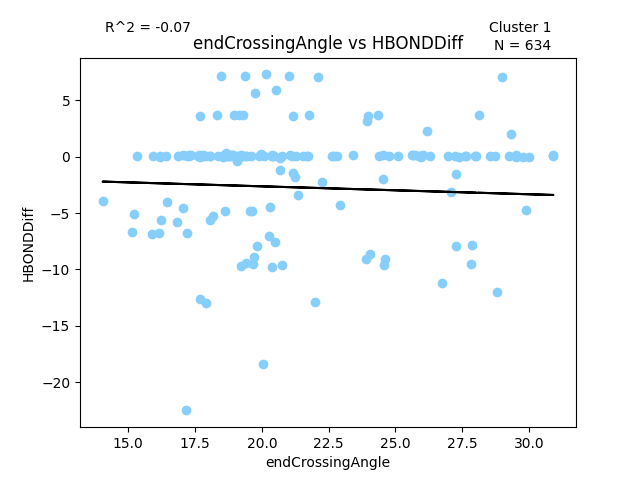 R^2 = -0.07
Cluster 1
endCrossingAngle vs HBONDDiff
N = 634
5
0
−5
−10
−15
−20
HBONDDiff
15.0 17.5 20.0 22.5 25.0 27.5 30.0
endCrossingAngle